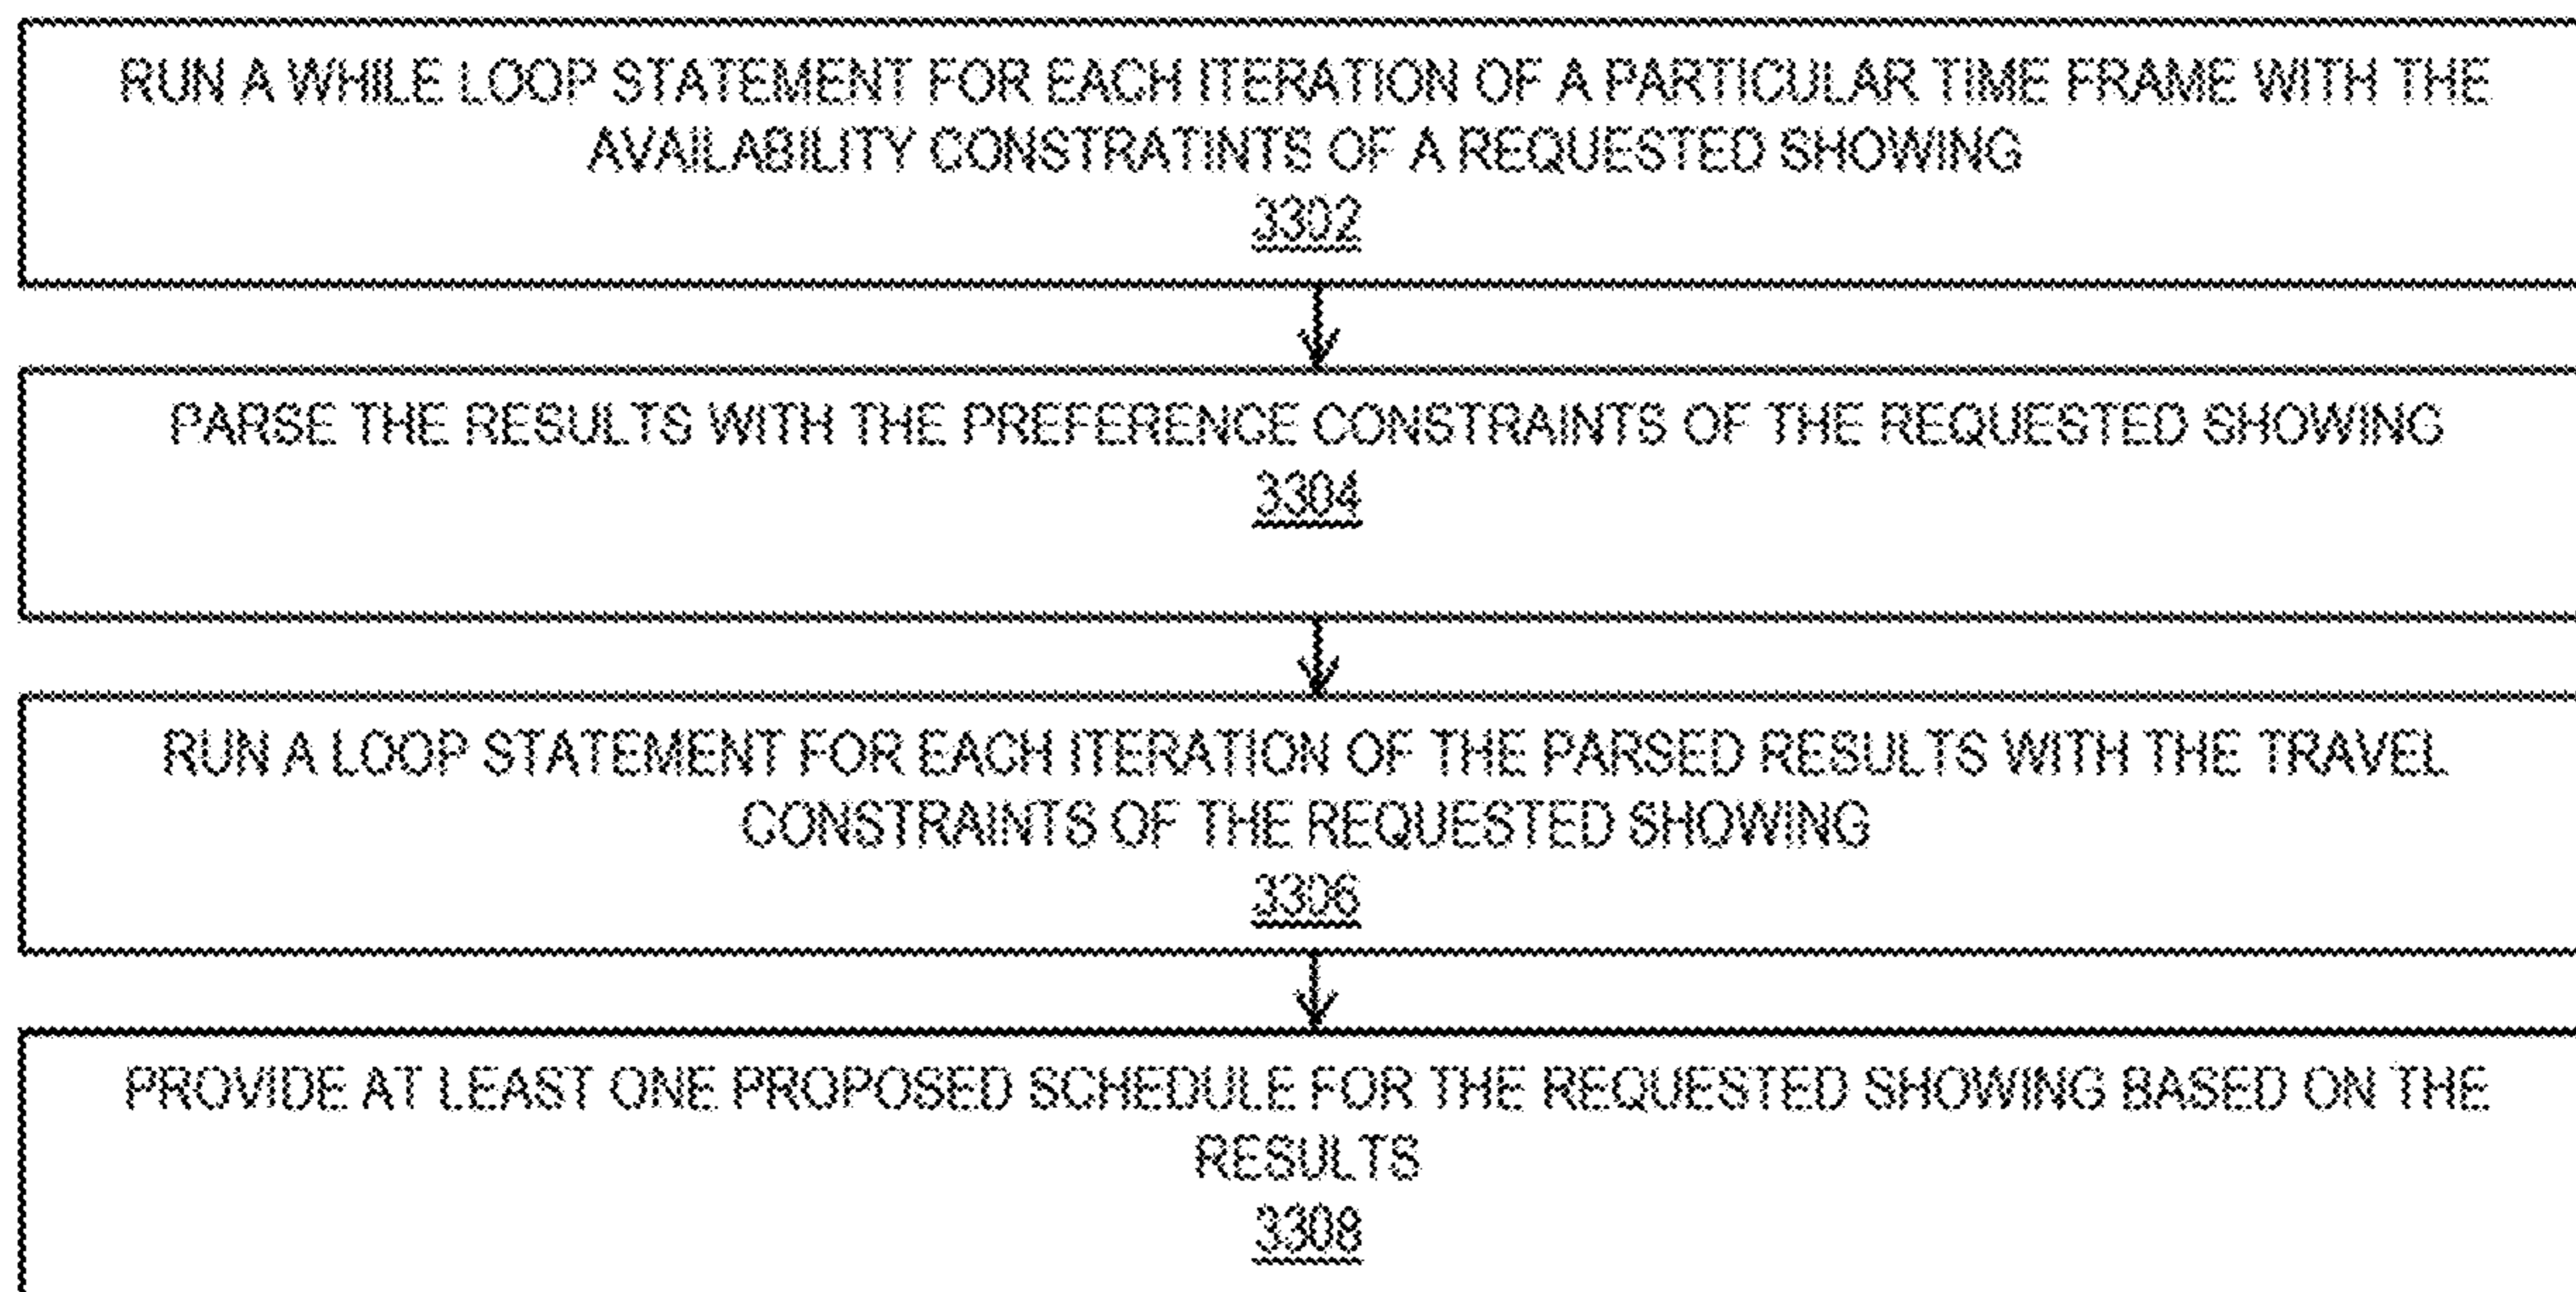 RUN A WHILE LOOP STATEMENT FOR EACH ITERATION OF A PARTICULAR TIME FRAME WITH THE
AVAILABILITY CONSTRATINTS OF A REQUESTED SHOWING
3302
PARSE THE RESULTS WITH THE PREFERENCE CONSTRAINTS OF THE REQUESTED SHOWING
3304
RUN A LOOP STATEMENT FOR EACH ITERATION OF THE PARSED RESULTS WITH THE TRAVEL
CONSTRAINTS OF THE REQUESTED SHOWING
3306
PROVIDE AT LEAST ONE PROPOSED SCHEDULE FOR THE REQUESTED SHOWING BASED ON THE
RESULTS
3308